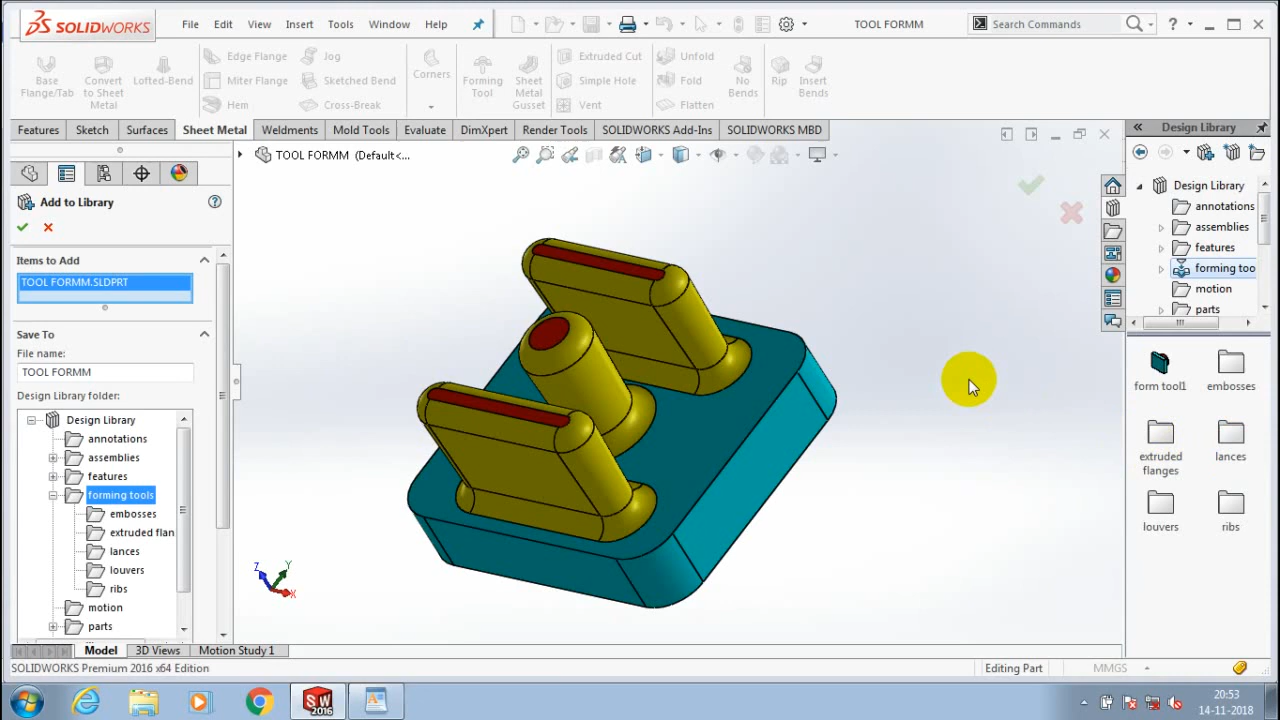 SOLIDWORKS File Edit View Insert Tools Window Help TOOL FORMM Search Commands
Base Flange/Tab
Convert to Sheet Metal
Lofted-Bend
Edge Flange
Miter Flange
Hem
Jog
Sketched Bend
Cross-Break
Corners
Forming Tool
Sheet Metal Gusset
Extruded Cut
Simple Hole
Vent
Unfold
Fold
Flatten
No Bends
Rip
Insert Bends
Features Sketch Surfaces Sheet Metal Weldments Mold Tools Evaluate DimXpert Render Tools SOLIDWORKS Add-Ins SOLIDWORKS MBD
TOOL FORMM (Default<...
Add to Library
Items to Add
TOOL FORMM.SLDPRT
Save To
File name:
TOOL FORMM
Design Library folder:
Design Library
annotations
assemblies
features
forming tools
embosses
extruded flan
lances
louvers
ribs
motion
parts
Z
Y
X
Design Library
Design Library
annotations
assemblies
features
forming too
motion
parts
form tool1
embosses
extruded flanges
lances
louvers
ribs
Model 3D Views Motion Study 1
SOLIDWORKS Premium 2016 x64 Edition Editing Part MMGS
SW 2016
20:53
14-11-2018